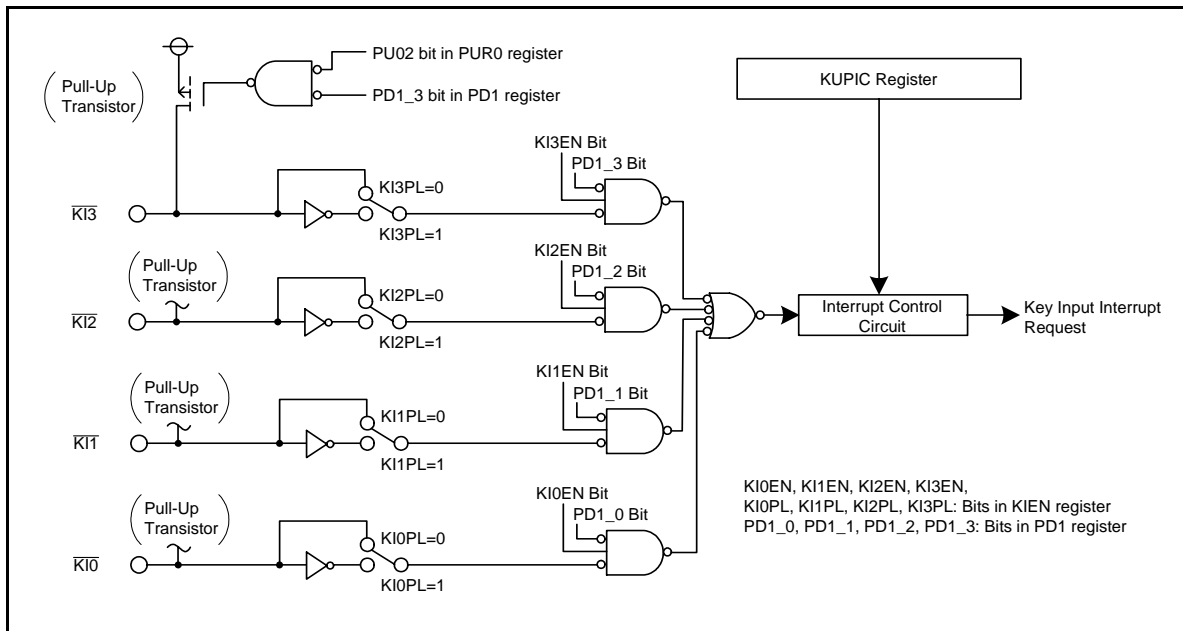 PU02 bit in PUR0 register
Pull-Up
Transistor
PD1_3 bit in PD1 register
KUPIC Register
KI3EN Bit
PD1_3 Bit
KI3PL=0
KI3
KI3PL=1
Pull-Up
Transistor
KI2EN Bit
PD1_2 Bit
KI2PL=0
KI2
KI2PL=1
Interrupt Control
Circuit
Key Input Interrupt
Request
Pull-Up
Transistor
KI1EN Bit
PD1_1 Bit
KI1PL=0
KI1
KI1PL=1
Pull-Up
Transistor
KI0EN Bit
PD1_0 Bit
KI0PL=0
KI0
KI0PL=1
KI0EN, KI1EN, KI2EN, KI3EN,
KI0PL, KI1PL, KI2PL, KI3PL: Bits in KIEN register
PD1_0, PD1_1, PD1_2, PD1_3: Bits in PD1 register